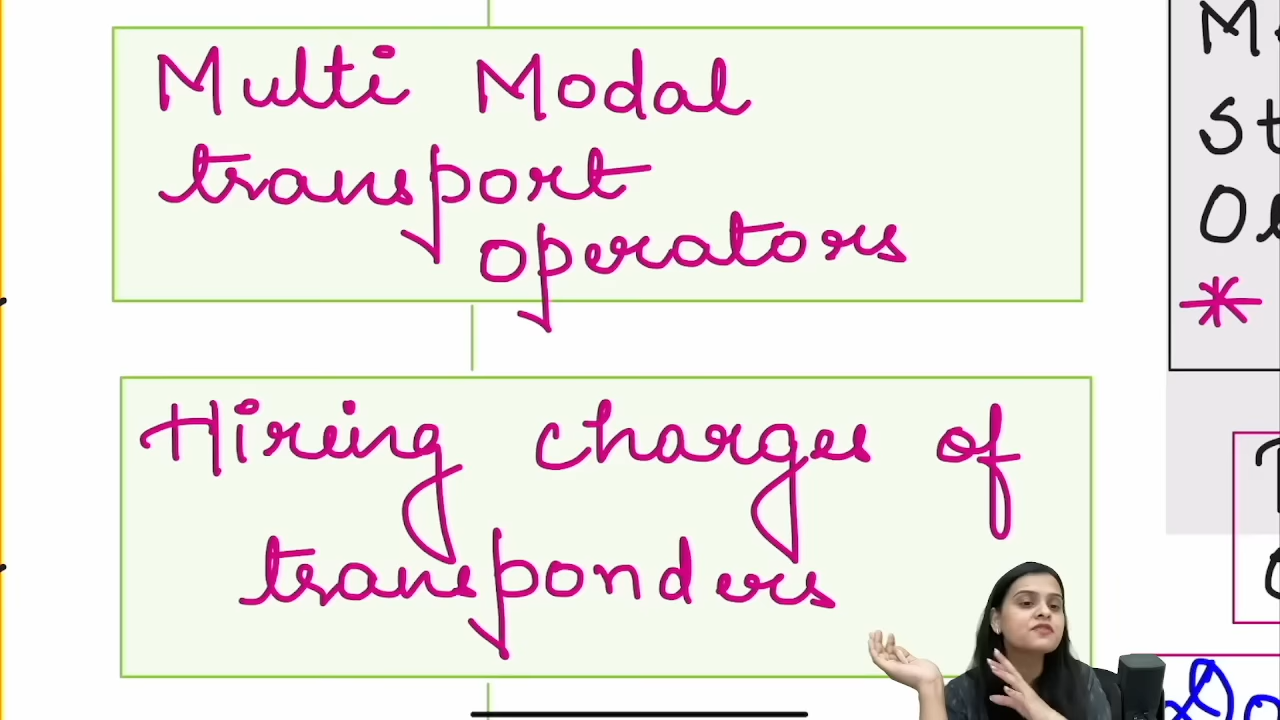 Multi Modal
transport
operators
Hiring charges of
transponders
*